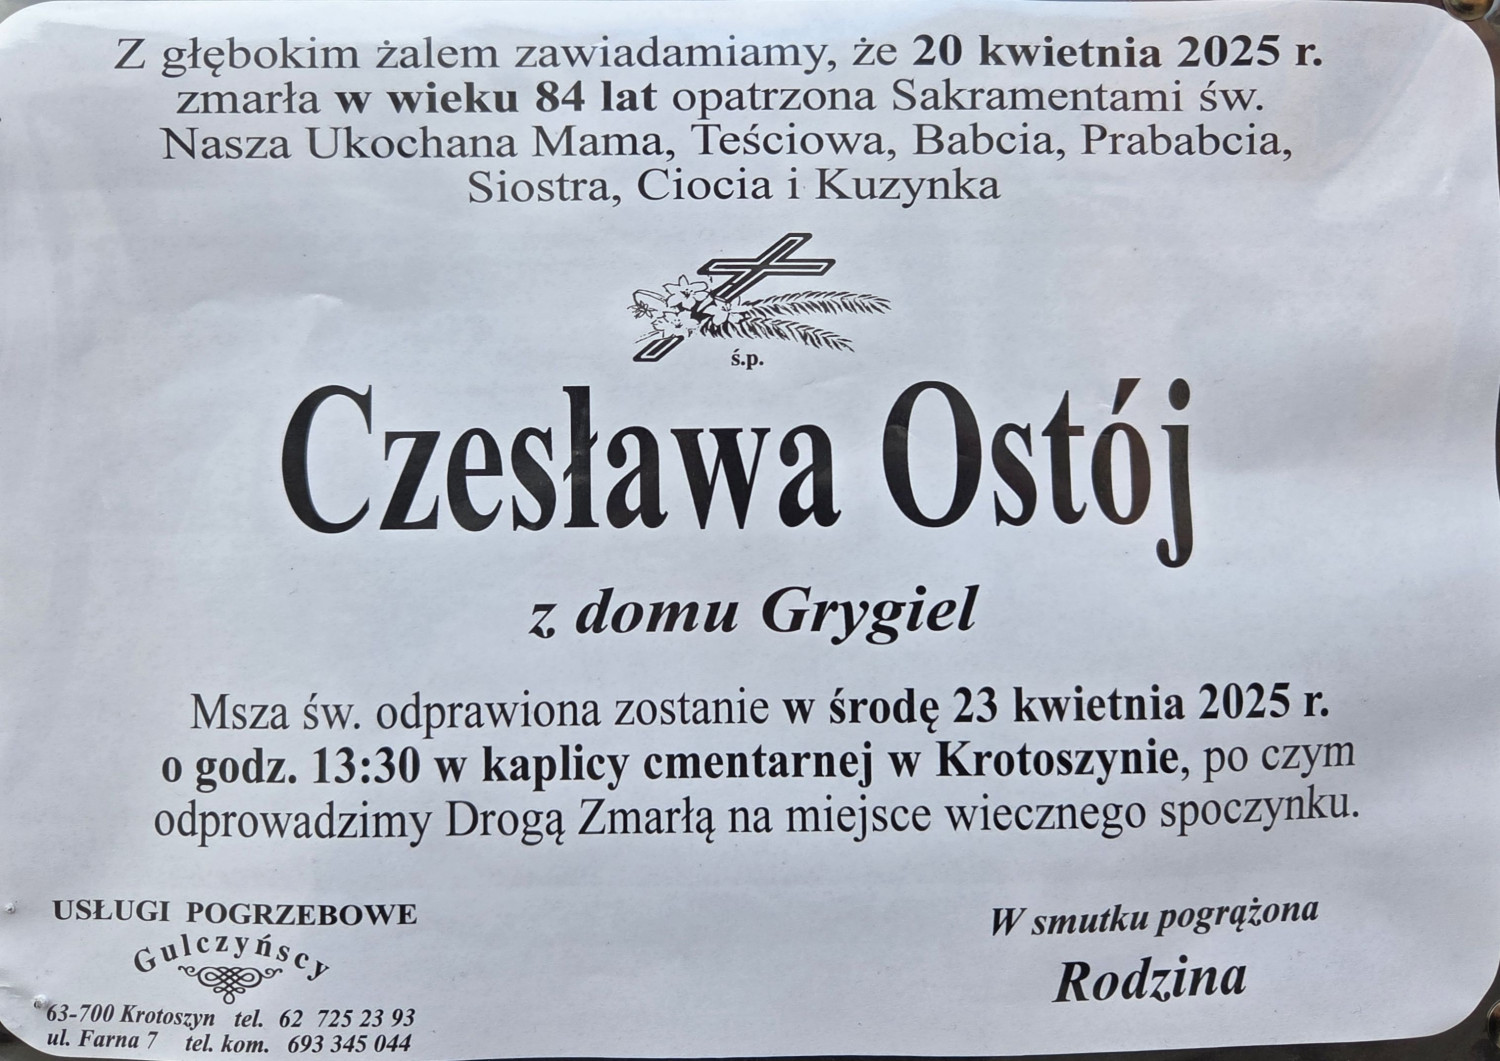 Z głębokim żalem zawiadamiamy, że 20 kwietnia 2025 r.
zmarła w wieku 84 lat opatrzona Sakramentami św.
Nasza Ukochana Mama, Teściowa, Babcia, Prababcia,
Siostra, Ciocia i Kuzynka
ś.p.
Czesława Ostój
z domu Grygiel
Msza św. odprawiona zostanie w środę 23 kwietnia 2025 r.
o godz. 13:30 w kaplicy cmentarnej w Krotoszynie, po czym
odprowadzimy Drogą Zmarłą na miejsce wiecznego spoczynku.
USŁUGI POGRZEBOWE
Gulczyńscy
63-700 Krotoszyn tel. 62 725 23 93
ul. Farna 7 tel. kom. 693 345 044
W smutku pogrążona
Rodzina